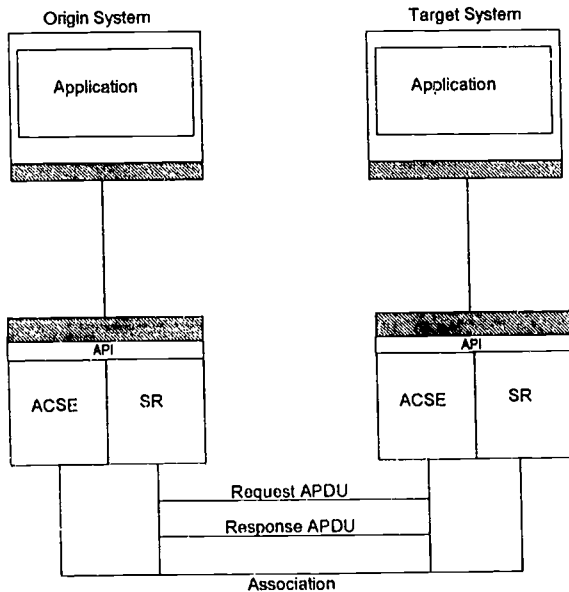 Origin System
Target System
Application
Application
API
API
ACSE
SR
ACSE
SR
Request APDU
Response APDU
Association